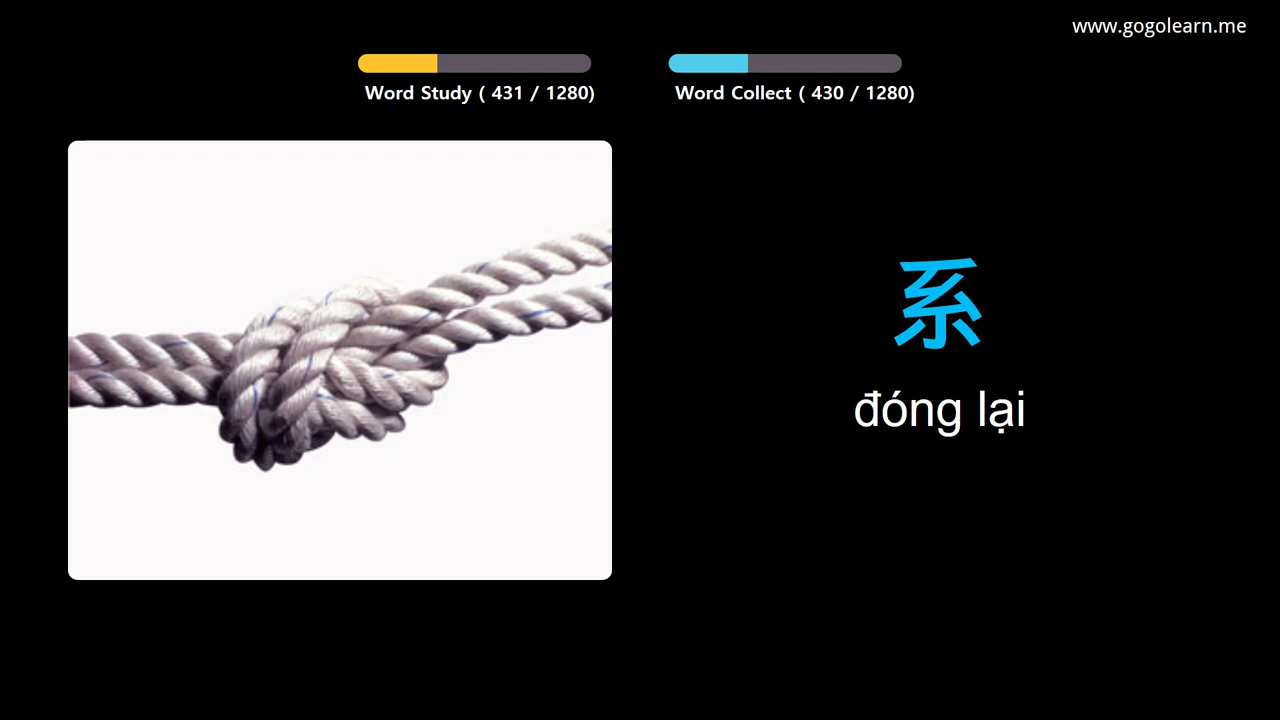 www.gogolearn.me
Word Study ( 431 / 1280)
Word Collect ( 430 / 1280)
系
đóng lại